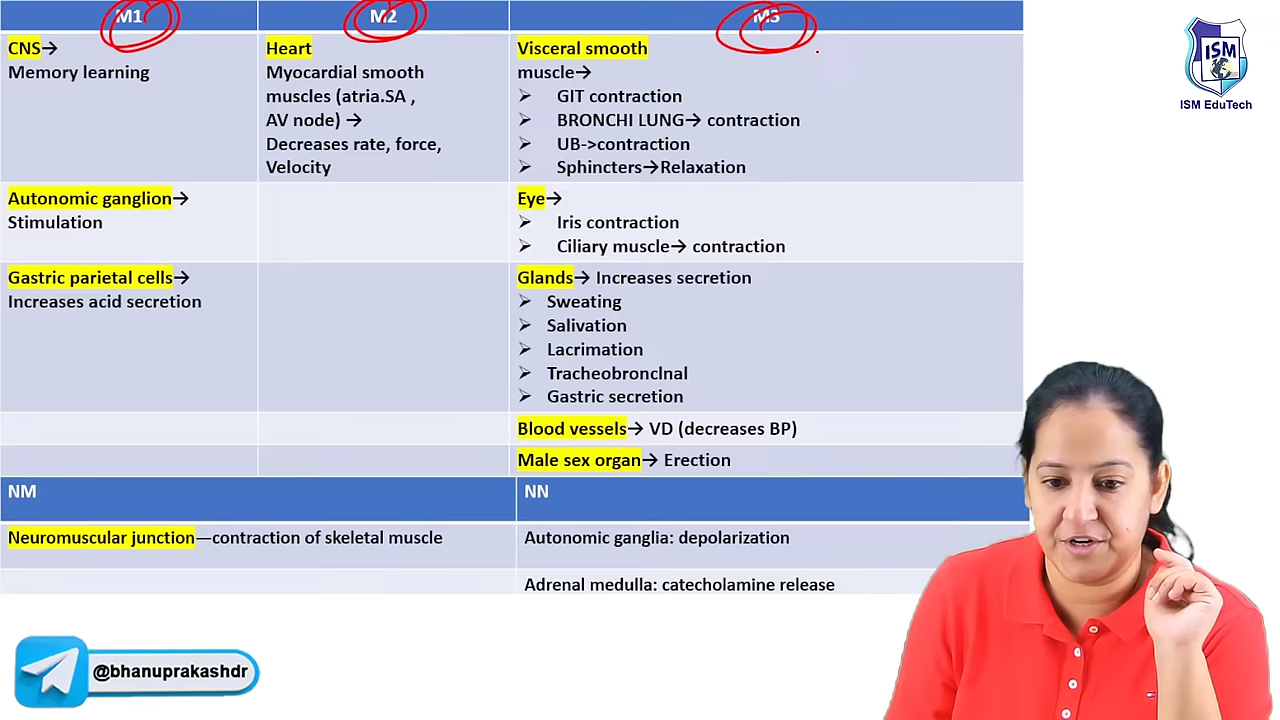 M1
M2
M3
CNS→
Memory learning
Heart
Myocardial smooth
muscles (atria.SA ,
AV node) →
Decreases rate, force,
Velocity
Visceral smooth
muscle→
➢ GIT contraction
➢ BRONCHI LUNG→ contraction
➢ UB->contraction
➢ Sphincters→Relaxation
Autonomic ganglion→
Stimulation
Eye→
➢ Iris contraction
➢ Ciliary muscle→ contraction
Gastric parietal cells→
Increases acid secretion
Glands→ Increases secretion
➢ Sweating
➢ Salivation
➢ Lacrimation
➢ Tracheobronclnal
➢ Gastric secretion
Blood vessels→ VD (decreases BP)
Male sex organ→ Erection
NM
NN
Neuromuscular junction—contraction of skeletal muscle
Autonomic ganglia: depolarization
Adrenal medulla: catecholamine release
ISM
ISM EduTech
@bhanuprakashdr